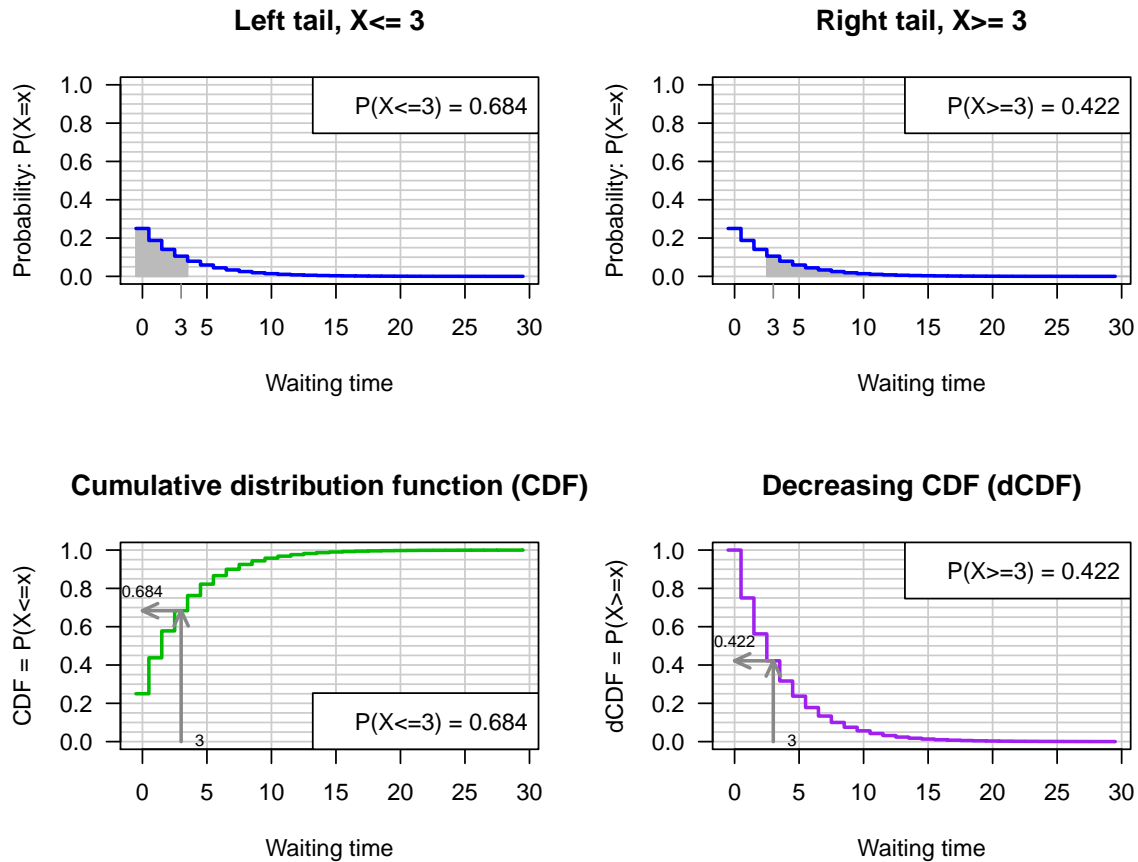 Left tail, X<= 3
Probability: P(X=x)
1.0
0.8
0.6
0.4
0.2
0.0
P(X<=3) = 0.684
0 3 5 10 15 20 25 30
Waiting time
Right tail, X>= 3
Probability: P(X=x)
1.0
0.8
0.6
0.4
0.2
0.0
P(X>=3) = 0.422
0 3 5 10 15 20 25 30
Waiting time
Cumulative distribution function (CDF)
CDF = P(X<=x)
1.0
0.8
0.6
0.4
0.2
0.0
0.684
3
P(X<=3) = 0.684
0 5 10 15 20 25 30
Waiting time
Decreasing CDF (dCDF)
dCDF = P(X>=x)
1.0
0.8
0.6
0.4
0.2
0.0
P(X>=3) = 0.422
0.422
3
0 5 10 15 20 25 30
Waiting time